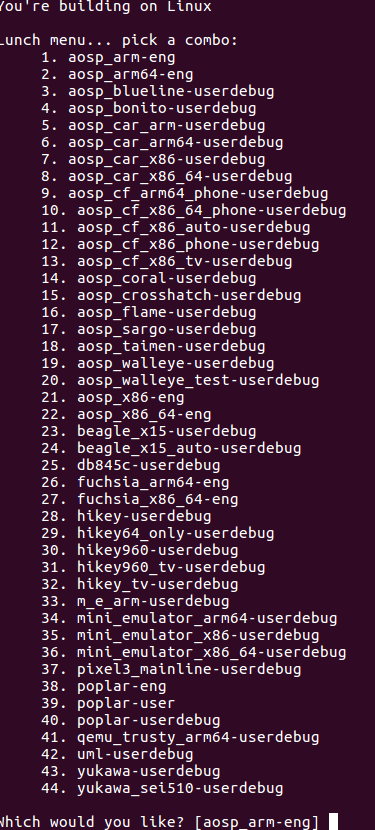 You're building on Linux
Lunch menu... pick a combo:
1. aosp_arm-eng
2. aosp_arm64-eng
3. aosp_blueline-userdebug
4. aosp_bonito-userdebug
5. aosp_car_arm-userdebug
6. aosp_car_arm64-userdebug
7. aosp_car_x86-userdebug
8. aosp_car_x86_64-userdebug
9. aosp_cf_arm64_phone-userdebug
10. aosp_cf_x86_64_phone-userdebug
11. aosp_cf_x86_auto-userdebug
12. aosp_cf_x86_phone-userdebug
13. aosp_cf_x86_tv-userdebug
14. aosp_coral-userdebug
15. aosp_crosshatch-userdebug
16. aosp_flame-userdebug
17. aosp_sargo-userdebug
18. aosp_taimen-userdebug
19. aosp_walleye-userdebug
20. aosp_walleye_test-userdebug
21. aosp_x86-eng
22. aosp_x86_64-eng
23. beagle_x15-userdebug
24. beagle_x15_auto-userdebug
25. db845c-userdebug
26. fuchsia_arm64-eng
27. fuchsia_x86_64-eng
28. hikey-userdebug
29. hikey64_only-userdebug
30. hikey960-userdebug
31. hikey960_tv-userdebug
32. hikey_tv-userdebug
33. m_e_arm-userdebug
34. mini_emulator_arm64-userdebug
35. mini_emulator_x86-userdebug
36. mini_emulator_x86_64-userdebug
37. pixel3_mainline-userdebug
38. poplar-eng
39. poplar-user
40. poplar-userdebug
41. qemu_trusty_arm64-userdebug
42. uml-userdebug
43. yukawa-userdebug
44. yukawa_sei510-userdebug
Which would you like? [aosp_arm-eng]